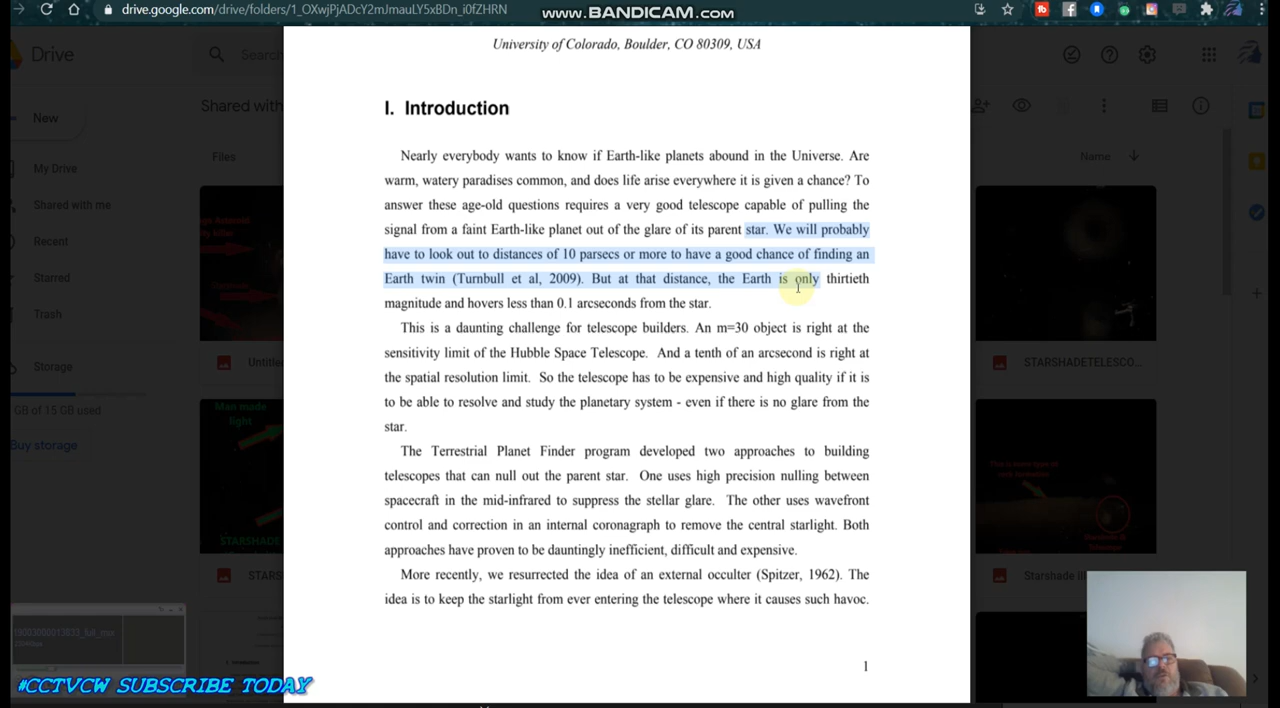 drive.google.com/drive/folders/1_OXwjPjADcY2mJmauLY5xBDn_i0fZHRN
www.BANDICAM.com
Drive
Search
New
My Drive
Shared with me
Recent
Starred
Trash
Storage
GB of 15 GB used
Buy storage
Shared with
Files
Name
University of Colorado, Boulder, CO 80309, USA
I. Introduction
Nearly everybody wants to know if Earth-like planets abound in the Universe. Are
warm, watery paradises common, and does life arise everywhere it is given a chance? To
answer these age-old questions requires a very good telescope capable of pulling the
signal from a faint Earth-like planet out of the glare of its parent star. We will probably
have to look out to distances of 10 parsecs or more to have a good chance of finding an
Earth twin (Turnbull et al, 2009). But at that distance, the Earth is only thirtieth
magnitude and hovers less than 0.1 arcseconds from the star.
This is a daunting challenge for telescope builders. An m=30 object is right at the
sensitivity limit of the Hubble Space Telescope. And a tenth of an arcsecond is right at
the spatial resolution limit. So the telescope has to be expensive and high quality if it is
to be able to resolve and study the planetary system - even if there is no glare from the
star.
The Terrestrial Planet Finder program developed two approaches to building
telescopes that can null out the parent star. One uses high precision nulling between
spacecraft in the mid-infrared to suppress the stellar glare. The other uses wavefront
control and correction in an internal coronagraph to remove the central starlight. Both
approaches have proven to be dauntingly inefficient, difficult and expensive.
More recently, we resurrected the idea of an external occulter (Spitzer, 1962). The
idea is to keep the starlight from ever entering the telescope where it causes such havoc.
1
Man made
light
STARSHADE
STARS
STARSHADETELESCO...
#CCTVCW SUBSCRIBE TODAY